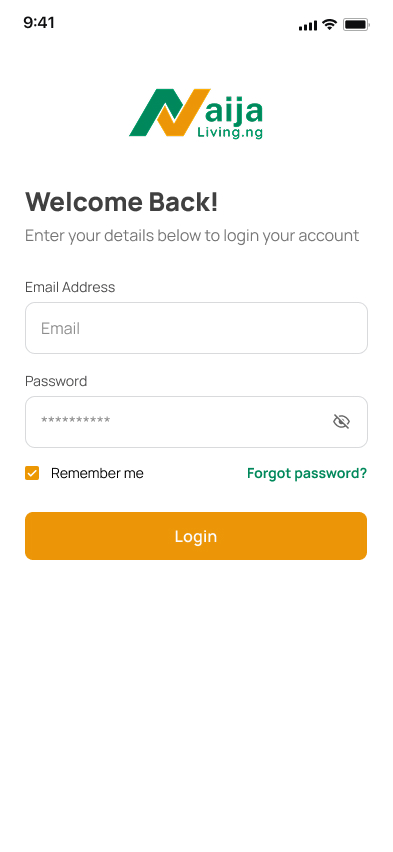 9:41
Naija
Living.ng
Welcome Back!
Enter your details below to login your account
Email Address
Email
Password
**********
Remember me
Forgot password?
Login